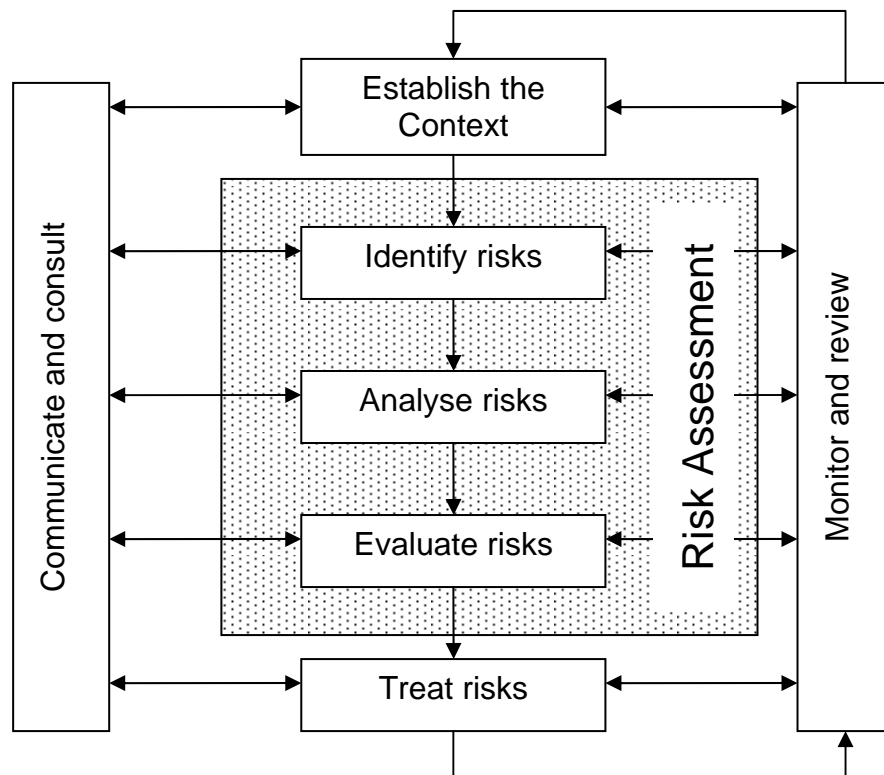 Establish the
Context
Communicate and consult
Identify risks
Analyse risks
Evaluate risks
Risk Assessment
Monitor and review
Treat risks